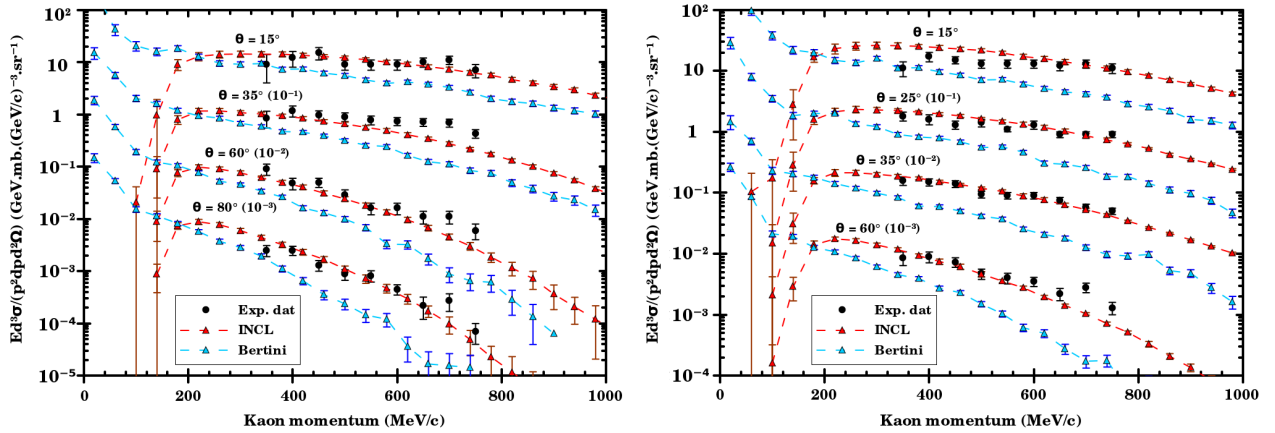 Ed³σ/(p²dpd²Ω) (GeV.mb.(GeV/c)⁻³.sr⁻¹)
10²
10
1
10⁻¹
10⁻²
10⁻³
10⁻⁴
10⁻⁵
θ = 15°
θ = 35° (10⁻¹)
θ = 60° (10⁻²)
θ = 80° (10⁻³)
Exp. dat
INCL
Bertini
0 200 400 600 800 1000
Kaon momentum (MeV/c)
Ed³σ/(p²dpd²Ω) (GeV.mb.(GeV/c)⁻³.sr⁻¹)
10²
10
1
10⁻¹
10⁻²
10⁻³
10⁻⁴
θ = 15°
θ = 25° (10⁻¹)
θ = 35° (10⁻²)
θ = 60° (10⁻³)
Exp. dat
INCL
Bertini
0 200 400 600 800 1000
Kaon momentum (MeV/c)